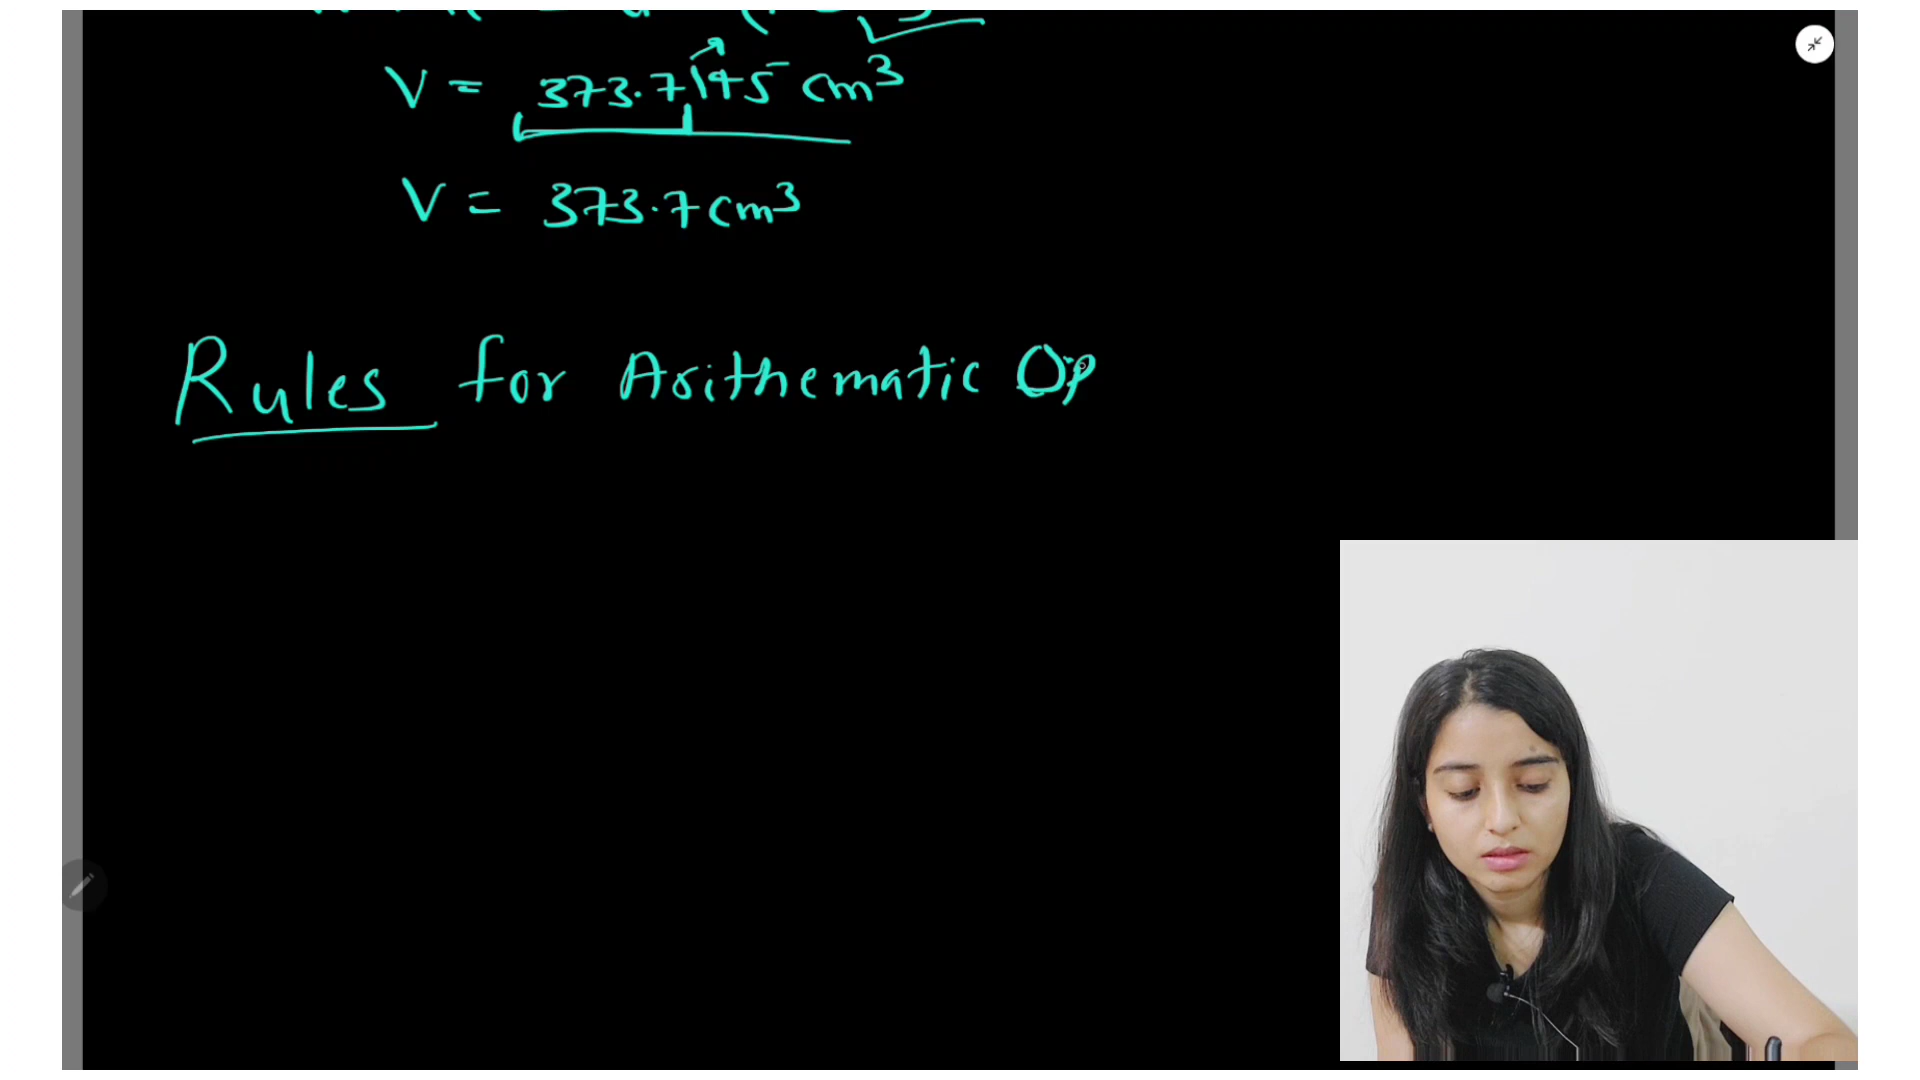 V = 373.7145 cm³
V = 373.7 cm³
Rules for Arithematic Op